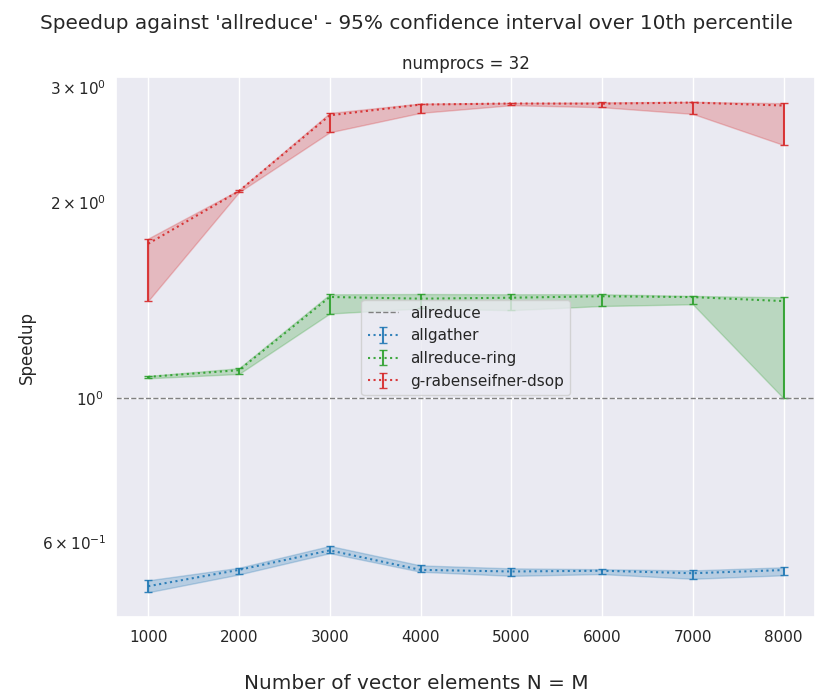 Speedup against 'allreduce' - 95% confidence interval over 10th percentile
numprocs = 32
3 × 10⁰
2 × 10⁰
10⁰
6 × 10⁻¹
Speedup
allreduce
allgather
allreduce-ring
g-rabenseifner-dsop
1000 2000 3000 4000 5000 6000 7000 8000
Number of vector elements N = M